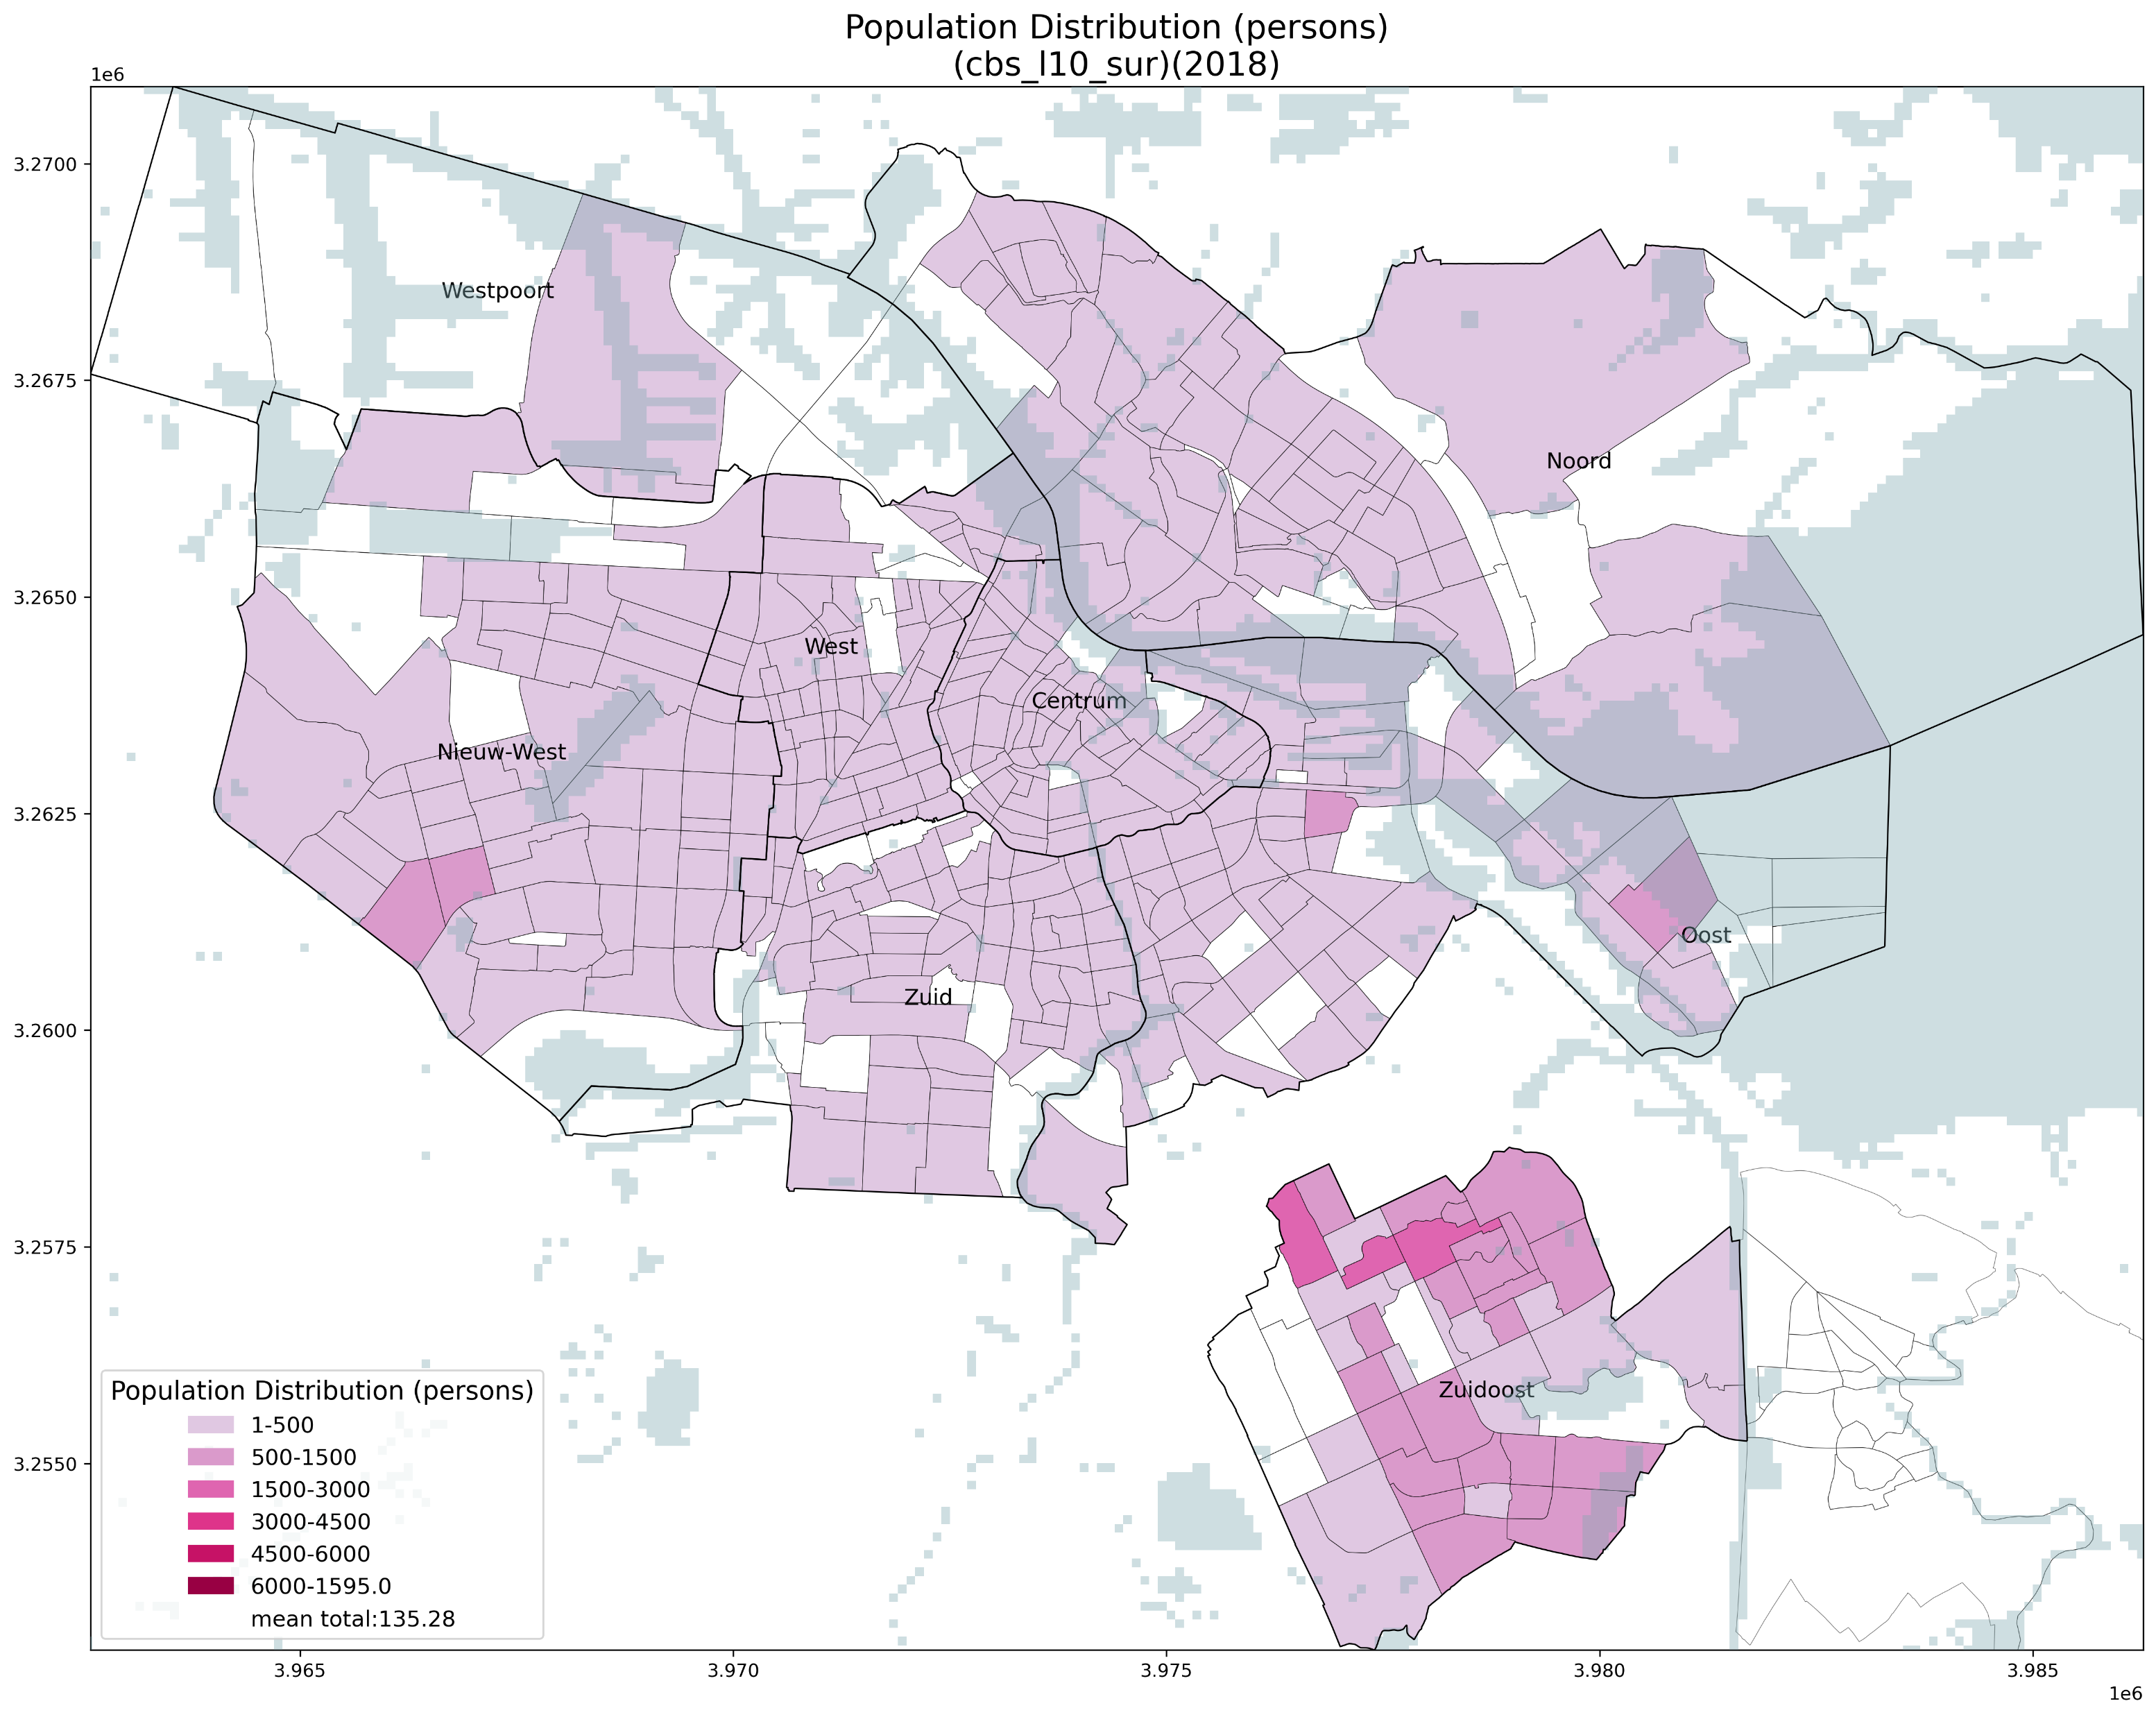 Population Distribution (persons)
(cbs_l10_sur)(2018)
1e6
3.2700
3.2675
3.2650
3.2625
3.2600
3.2575
3.2550
Westpoort
Noord
West
Centrum
Nieuw-West
Oost
Zuid
Zuidoost
Population Distribution (persons)
1-500
500-1500
1500-3000
3000-4500
4500-6000
6000-1595.0
mean total:135.28
3.965
3.970
3.975
3.980
3.985
1e6